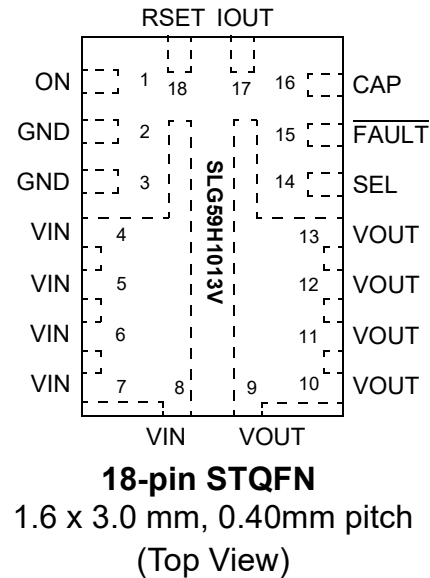 RSET IOUT
ON 1 18 17 16 CAP
GND 2 15 FAULT
GND 3 14 SEL
SLG59H1013V
VIN 4 13 VOUT
VIN 5 12 VOUT
VIN 6 11 VOUT
VIN 7 8 9 10 VOUT
VIN VOUT
18-pin STQFN
1.6 x 3.0 mm, 0.40mm pitch
(Top View)